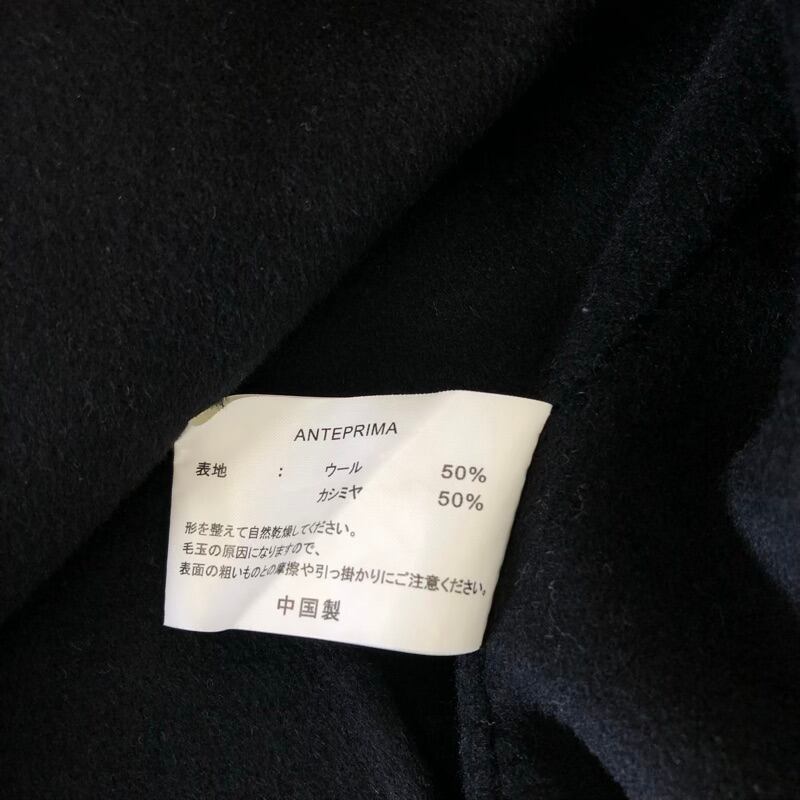 ANTEPRIMA
表地 : ウール 50%
カシミヤ 50%
形を整えて自然乾燥してください。
毛玉の原因になりますので、
表面の粗いものとの摩擦や引っ掛かりにご注意ください。
中国製